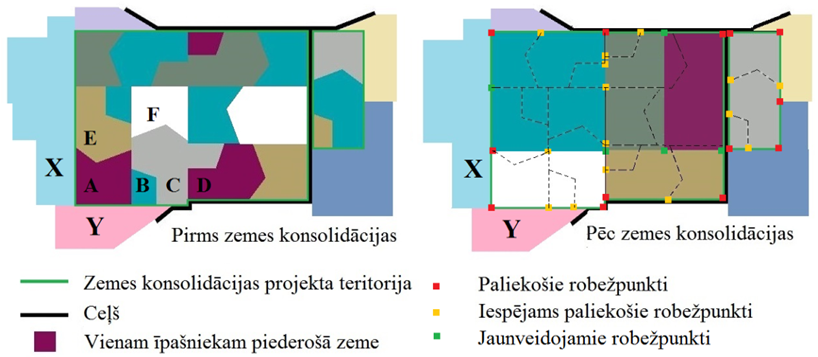 E
F
X
A
B
C
D
Y
Pirms zemes konsolidācijas
X
Y
Pēc zemes konsolidācijas
Zemes konsolidācijas projekta teritorija
Ceļš
Vienam īpašniekam piederošā zeme
Paliekošie robežpunkti
Iespējams paliekošie robežpunkti
Jaunveidojamie robežpunkti